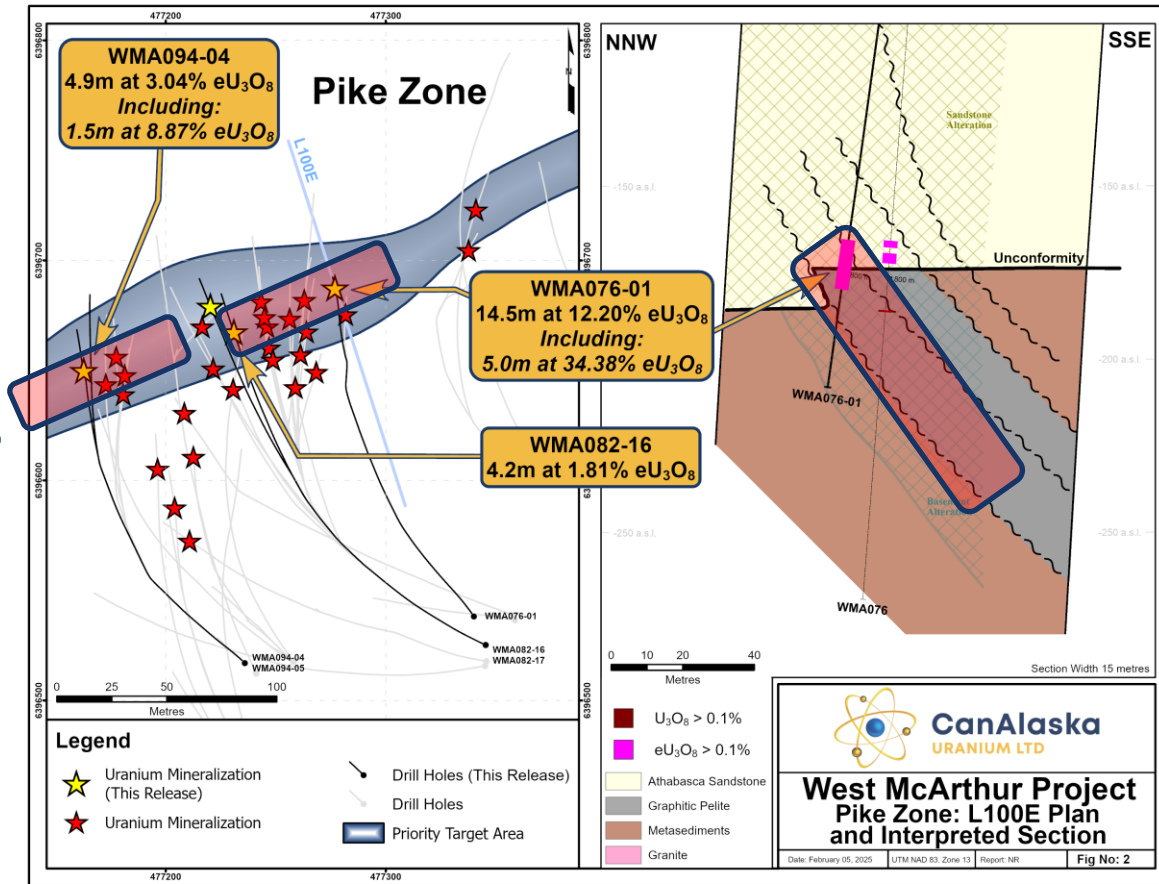 477200
477300
6396800
6396800
WMA094-04
4.9m at 3.04% eU₃O₈
Including:
1.5m at 8.87% eU₃O₈
Pike Zone
N
L100E
6396700
6396700
WMA076-01
14.5m at 12.20% eU₃O₈
Including:
5.0m at 34.38% eU₃O₈
WMA082-16
4.2m at 1.81% eU₃O₈
6396600
6396600
WMA076-01
WMA082-16
WMA082-17
WMA094-04
WMA094-05
0 25 50 100
Metres
6396500
6396500
477200
477300
Legend
Uranium Mineralization
(This Release)
Uranium Mineralization
Drill Holes (This Release)
Drill Holes
Priority Target Area
NNW
SSE
Sandstone
Alteration
-150 a.s.l.
-150 a.s.l.
Unconformity
800 m
-200 a.s.l.
-200 a.s.l.
WMA076-01
Basement
Alteration
-250 a.s.l.
-250 a.s.l.
WMA076
0 10 20 40
Metres
Section Width 15 metres
U₃O₈ > 0.1%
eU₃O₈ > 0.1%
Athabasca Sandstone
Graphitic Pelite
Metasediments
Granite
CanAlaska
URANIUM LTD
West McArthur Project
Pike Zone: L100E Plan
and Interpreted Section
Date: February 05, 2025
UTM NAD 83. Zone 13
Report: NR
Fig No: 2